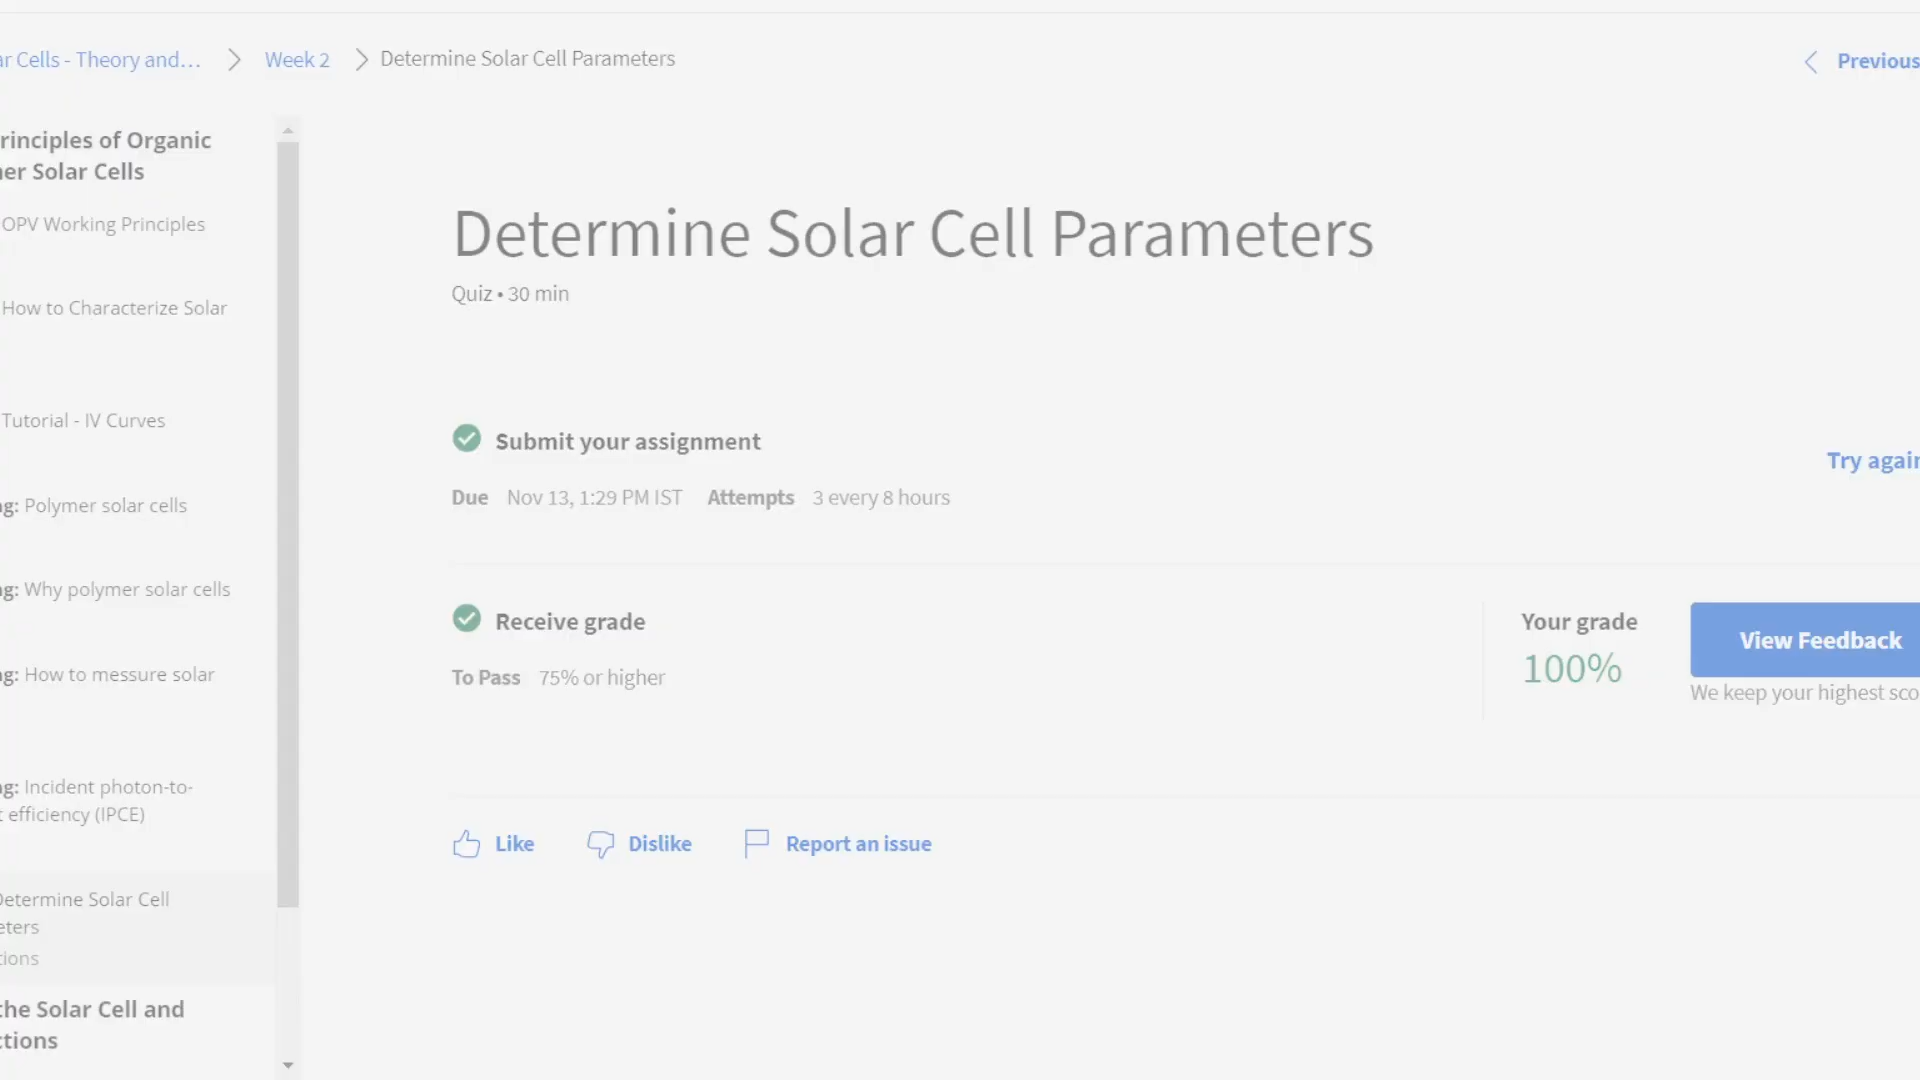 r Cells - Theory and... Week 2 Determine Solar Cell Parameters
Previous
rinciples of Organic
er Solar Cells
OPV Working Principles
How to Characterize Solar
Tutorial - IV Curves
g: Polymer solar cells
g: Why polymer solar cells
g: How to messure solar
g: Incident photon-to-
t efficiency (IPCE)
Determine Solar Cell
eters
tions
the Solar Cell and
ctions
Determine Solar Cell Parameters
Quiz • 30 min
Submit your assignment
Due Nov 13, 1:29 PM IST Attempts 3 every 8 hours
Try again
Receive grade
To Pass 75% or higher
Your grade
100%
View Feedback
We keep your highest sco
Like Dislike Report an issue